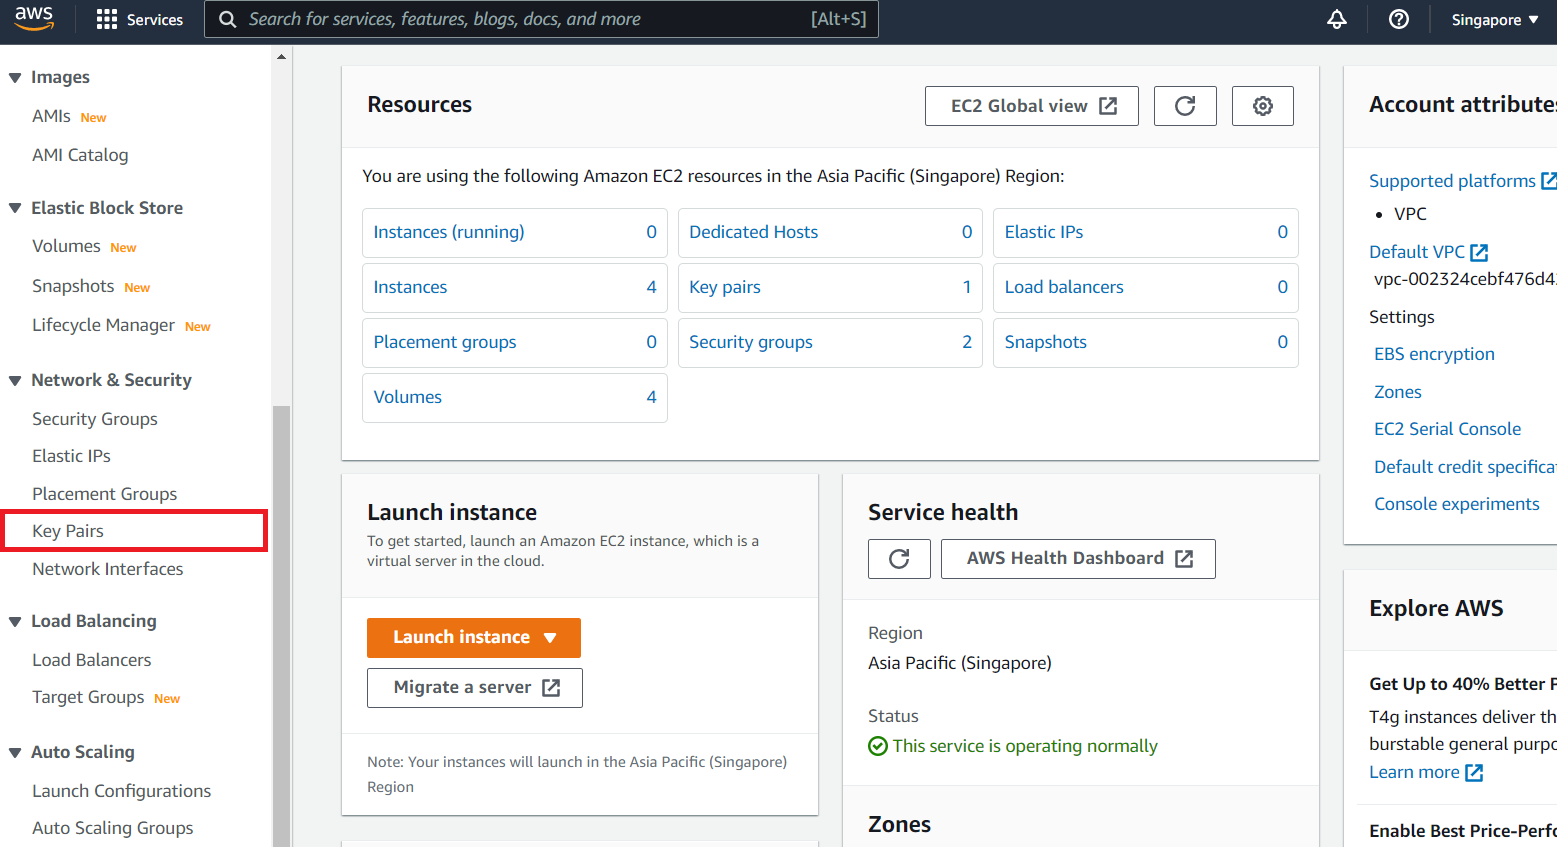 aws
Services
Search for services, features, blogs, docs, and more
[Alt+S]
Singapore
Images
AMIs New
AMI Catalog
Elastic Block Store
Volumes New
Snapshots New
Lifecycle Manager New
Network & Security
Security Groups
Elastic IPs
Placement Groups
Key Pairs
Network Interfaces
Load Balancing
Load Balancers
Target Groups New
Auto Scaling
Launch Configurations
Auto Scaling Groups
Resources
EC2 Global view
You are using the following Amazon EC2 resources in the Asia Pacific (Singapore) Region:
Instances (running) 0
Dedicated Hosts 0
Elastic IPs 0
Instances 4
Key pairs 1
Load balancers 0
Placement groups 0
Security groups 2
Snapshots 0
Volumes 4
Launch instance
To get started, launch an Amazon EC2 instance, which is a
virtual server in the cloud.
Launch instance
Migrate a server
Note: Your instances will launch in the Asia Pacific (Singapore)
Region
Service health
AWS Health Dashboard
Region
Asia Pacific (Singapore)
Status
This service is operating normally
Zones
Account attributes
Supported platforms
• VPC
Default VPC
vpc-002324cebf476d4
Settings
EBS encryption
Zones
EC2 Serial Console
Default credit specifica
Console experiments
Explore AWS
Get Up to 40% Better P
T4g instances deliver th
burstable general purpo
Learn more
Enable Best Price-Perfo